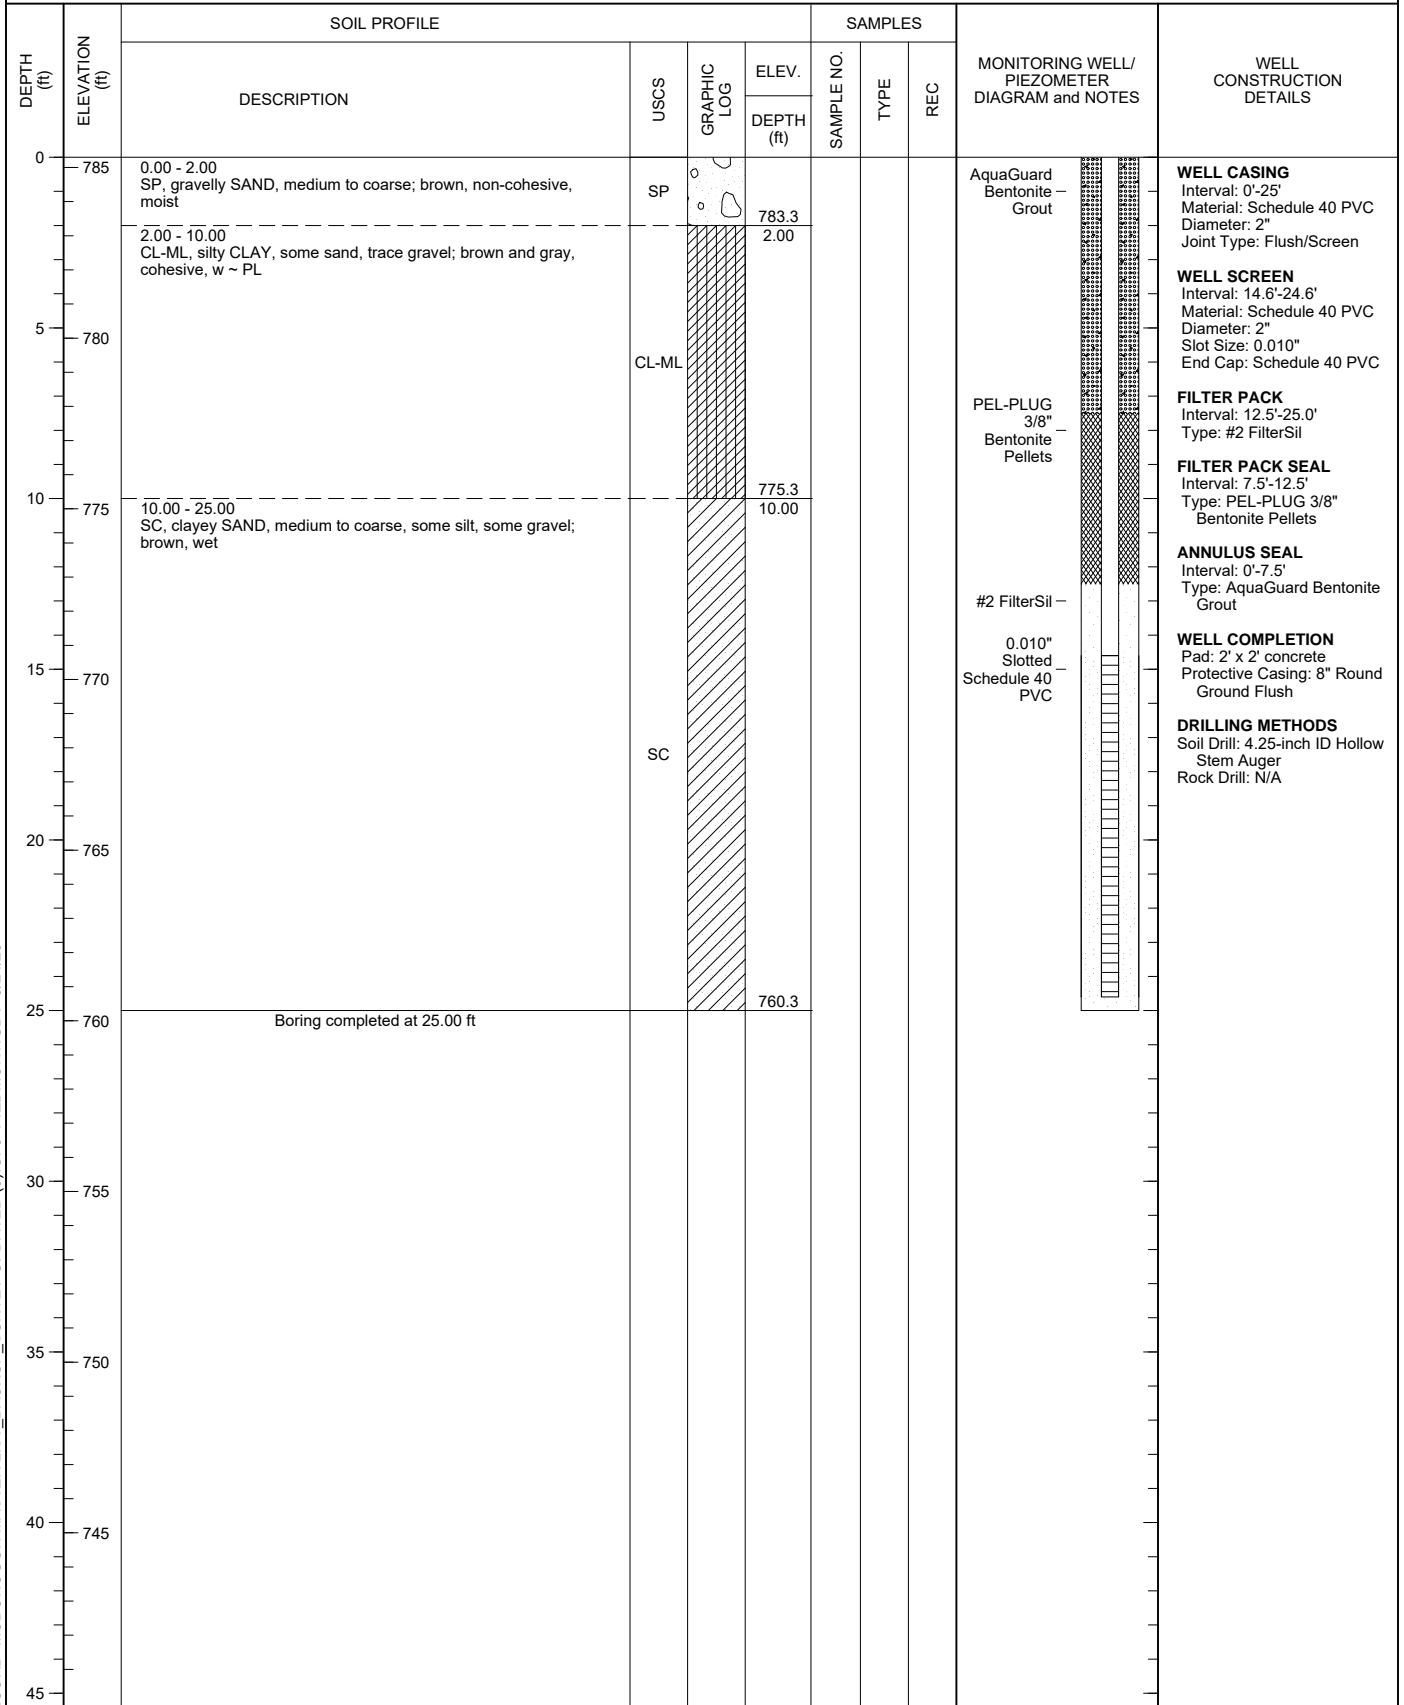 SOIL PROFILE
SAMPLES
DEPTH
(ft)
ELEVATION
(ft)
DESCRIPTION
USCS
GRAPHIC
LOG
ELEV.
DEPTH
(ft)
SAMPLE NO.
TYPE
REC
MONITORING WELL/
PIEZOMETER
DIAGRAM and NOTES
WELL
CONSTRUCTION
DETAILS
0
5
10
15
20
25
30
35
40
45
785
780
775
770
765
760
755
750
745
0.00 - 2.00
SP, gravelly SAND, medium to coarse; brown, non-cohesive,
moist
SP
783.3
2.00
2.00 - 10.00
CL-ML, silty CLAY, some sand, trace gravel; brown and gray,
cohesive, w ~ PL
CL-ML
775.3
10.00
10.00 - 25.00
SC, clayey SAND, medium to coarse, some silt, some gravel;
brown, wet
SC
760.3
Boring completed at 25.00 ft
AquaGuard
Bentonite
Grout
PEL-PLUG
3/8"
Bentonite
Pellets
#2 FilterSil
0.010"
Slotted
Schedule 40
PVC
WELL CASING
Interval: 0'-25'
Material: Schedule 40 PVC
Diameter: 2"
Joint Type: Flush/Screen
WELL SCREEN
Interval: 14.6'-24.6'
Material: Schedule 40 PVC
Diameter: 2"
Slot Size: 0.010"
End Cap: Schedule 40 PVC
FILTER PACK
Interval: 12.5'-25.0'
Type: #2 FilterSil
FILTER PACK SEAL
Interval: 7.5'-12.5'
Type: PEL-PLUG 3/8"
Bentonite Pellets
ANNULUS SEAL
Interval: 0'-7.5'
Type: AquaGuard Bentonite
Grout
WELL COMPLETION
Pad: 2' x 2' concrete
Protective Casing: 8" Round
Ground Flush
DRILLING METHODS
Soil Drill: 4.25-inch ID Hollow
Stem Auger
Rock Drill: N/A